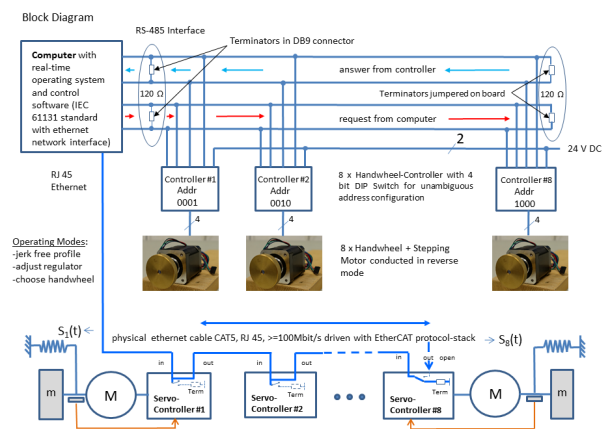 Block Diagram
RS-485 Interface
Terminators in DB9 connector
Computer with
real-time
operating system
and control
software (IEC
61131 standard
with ethernet
network interface)
answer from controller
120 Ω
Terminators jumpered on board
120 Ω
request from computer
2
24 V DC
RJ 45
Ethernet
Controller #1
Addr
0001
Controller #2
Addr
0010
8 x Handwheel-Controller with 4
bit DIP Switch for unambiguous
address configuration
Controller #8
Addr
1000
4
4
4
Operating Modes:
-jerk free profile
-adjust regulator
-choose handwheel
8 x Handwheel + Stepping
Motor conducted in reverse
mode
S1(t)
physical ethernet cable CAT5, RJ 45, >=100Mbit/s driven with EtherCAT protocol-stack
S8(t)
in
out
in
out
in
out
open
m
M
Term
Servo-
Controller #1
Term
Servo-
Controller #2
Term
Servo-
Controller #8
M
m